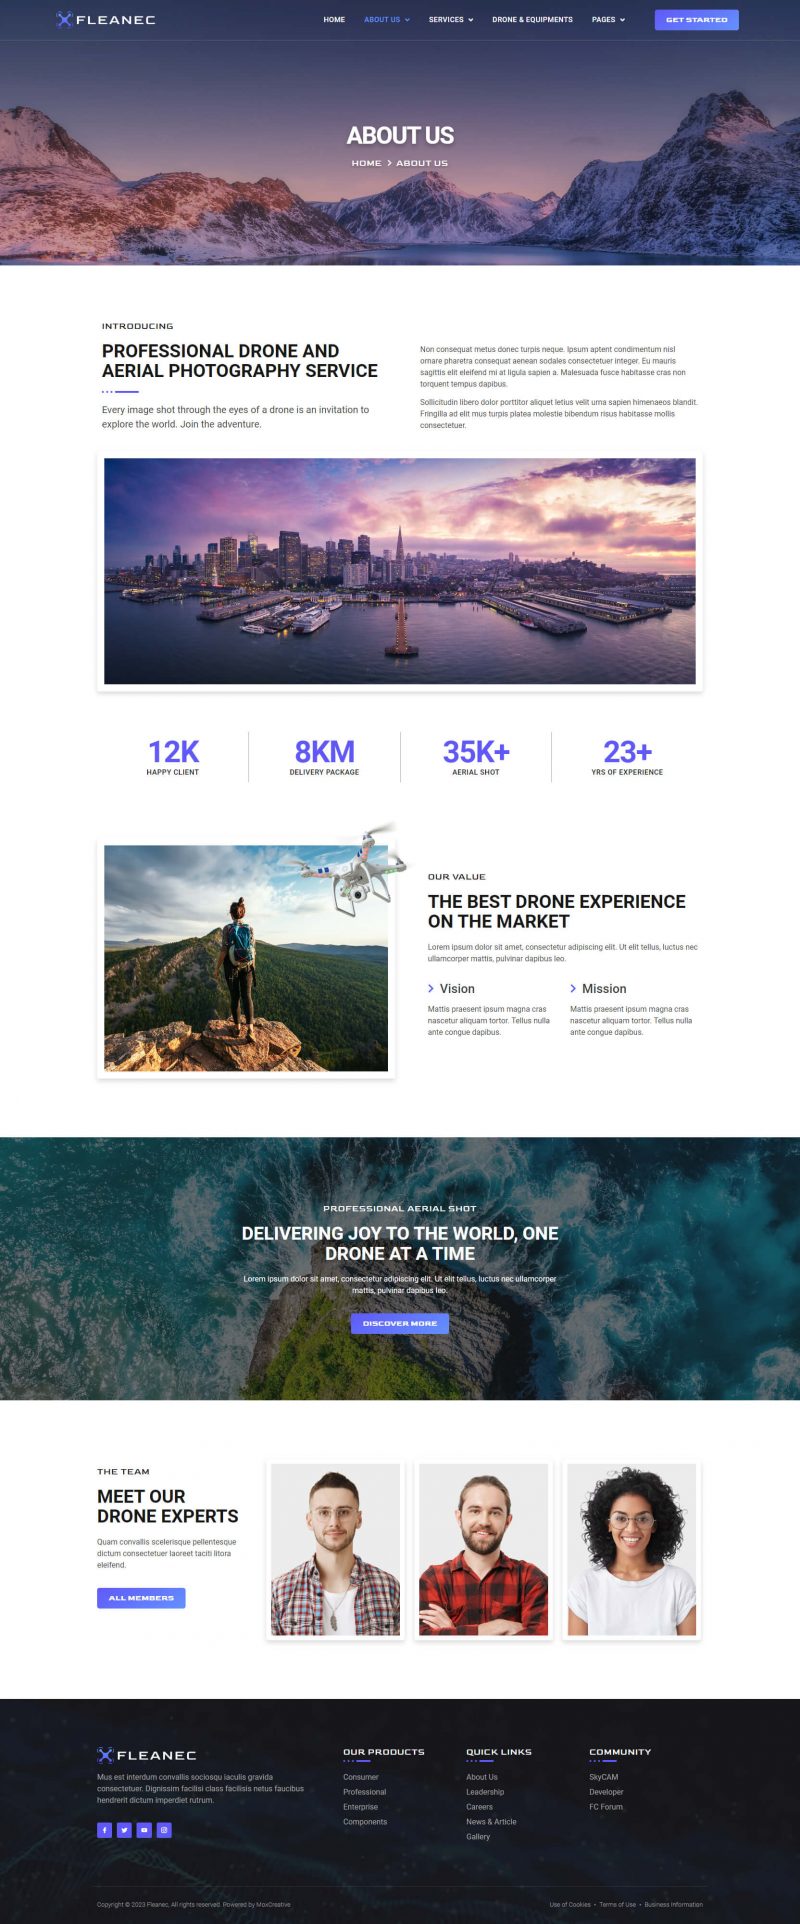 FLEANEC
HOME ABOUT US SERVICES DRONE & EQUIPMENTS PAGES GET STARTED
ABOUT US
HOME > ABOUT US
INTRODUCING
PROFESSIONAL DRONE AND
AERIAL PHOTOGRAPHY SERVICE
Every image shot through the eyes of a drone is an invitation to
explore the world. Join the adventure.
Non consequat metus donec turpis neque. Ipsum aptent condimentum nisl
ornare pharetra consequat aenean sodales consectetuer integer. Eu mauris
sagittis elit eleifend mi at ligula sapien a. Malesuada fusce habitasse cras non
torquent tempus dapibus.
Sollicitudin libero dolor porttitor aliquet letius velit urna sapien himenaeos blandit.
Fringilla ad elit mus turpis platea molestie bibendum risus habitasse mollis
consectetuer.
12K
HAPPY CLIENT
8KM
DELIVERY PACKAGE
35K+
AERIAL SHOT
23+
YRS OF EXPERIENCE
OUR VALUE
THE BEST DRONE EXPERIENCE
ON THE MARKET
Lorem ipsum dolor sit amet, consectetur adipiscing elit. Ut elit tellus, luctus nec
ullamcorper mattis, pulvinar dapibus leo.
Vision
Mattis praesent ipsum magna cras
nascetur aliquam tortor. Tellus nulla
ante congue dapibus.
Mission
Mattis praesent ipsum magna cras
nascetur aliquam tortor. Tellus nulla
ante congue dapibus.
PROFESSIONAL AERIAL SHOT
DELIVERING JOY TO THE WORLD, ONE
DRONE AT A TIME
Lorem ipsum dolor sit amet, consectetur adipiscing elit. Ut elit tellus, luctus nec ullamcorper
mattis, pulvinar dapibus leo.
DISCOVER MORE
THE TEAM
MEET OUR
DRONE EXPERTS
Quam convallis scelerisque pellentesque
dictum consectetuer laoreet taciti litora
eleifend.
ALL MEMBERS
FLEANEC
Mus est interdum convallis sociosqu iaculis gravida
consectetuer. Dignissim facilisi class facilisis netus faucibus
hendrerit dictum imperdiet rutrum.
OUR PRODUCTS
Consumer
Professional
Enterprise
Components
QUICK LINKS
About Us
Leadership
Careers
News & Article
Gallery
COMMUNITY
SkyCAM
Developer
FC Forum
Copyright © 2023 Fleanec, All rights reserved. Powered by MoxCreative
Use of Cookies • Terms of Use • Business Information